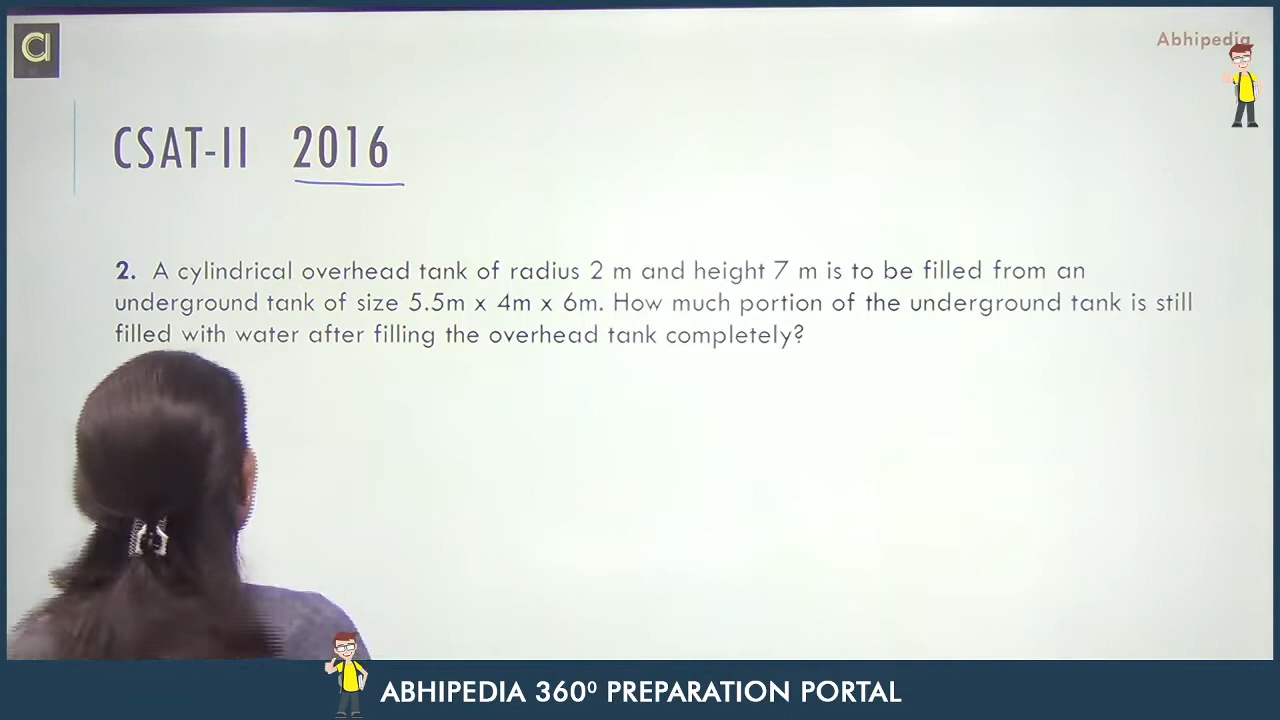 Abhipedia
CSAT-II 2016
2. A cylindrical overhead tank of radius 2 m and height 7 m is to be filled from an
underground tank of size 5.5m x 4m x 6m. How much portion of the underground tank is still
filled with water after filling the overhead tank completely?
ABHIPEDIA 360⁰ PREPARATION PORTAL